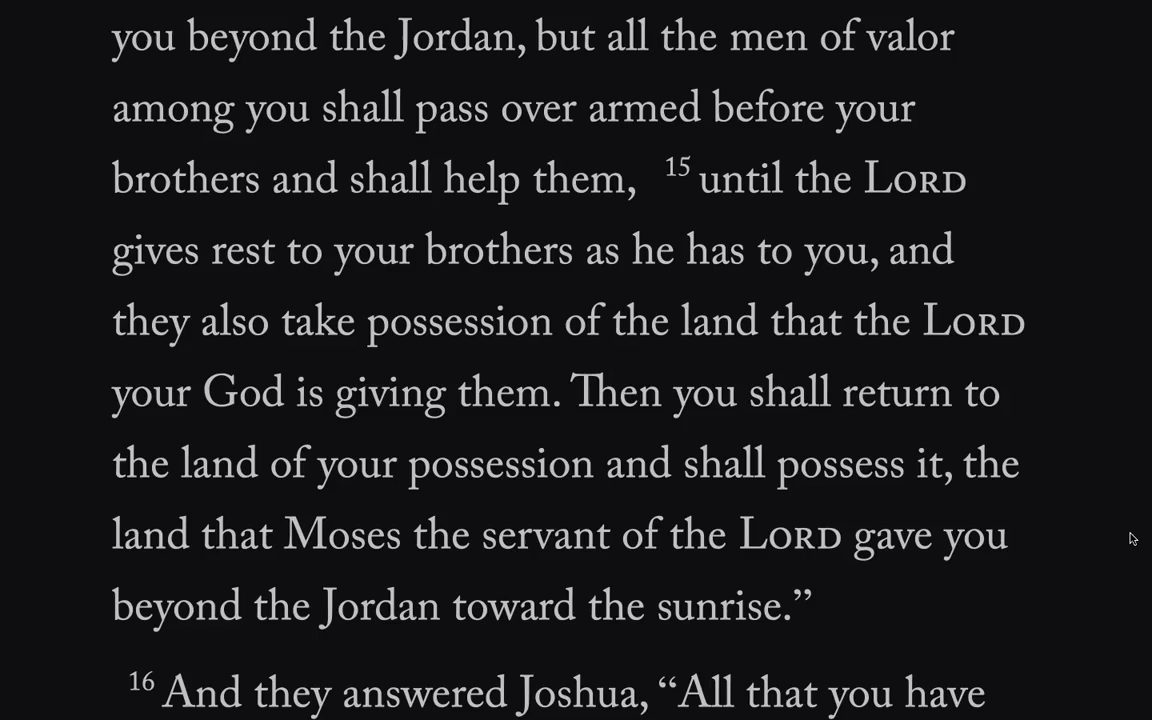 you beyond the Jordan, but all the men of valor
among you shall pass over armed before your
brothers and shall help them, 15 until the LORD
gives rest to your brothers as he has to you, and
they also take possession of the land that the LORD
your God is giving them. Then you shall return to
the land of your possession and shall possess it, the
land that Moses the servant of the LORD gave you
beyond the Jordan toward the sunrise.”
16 And they answered Joshua, “All that you have